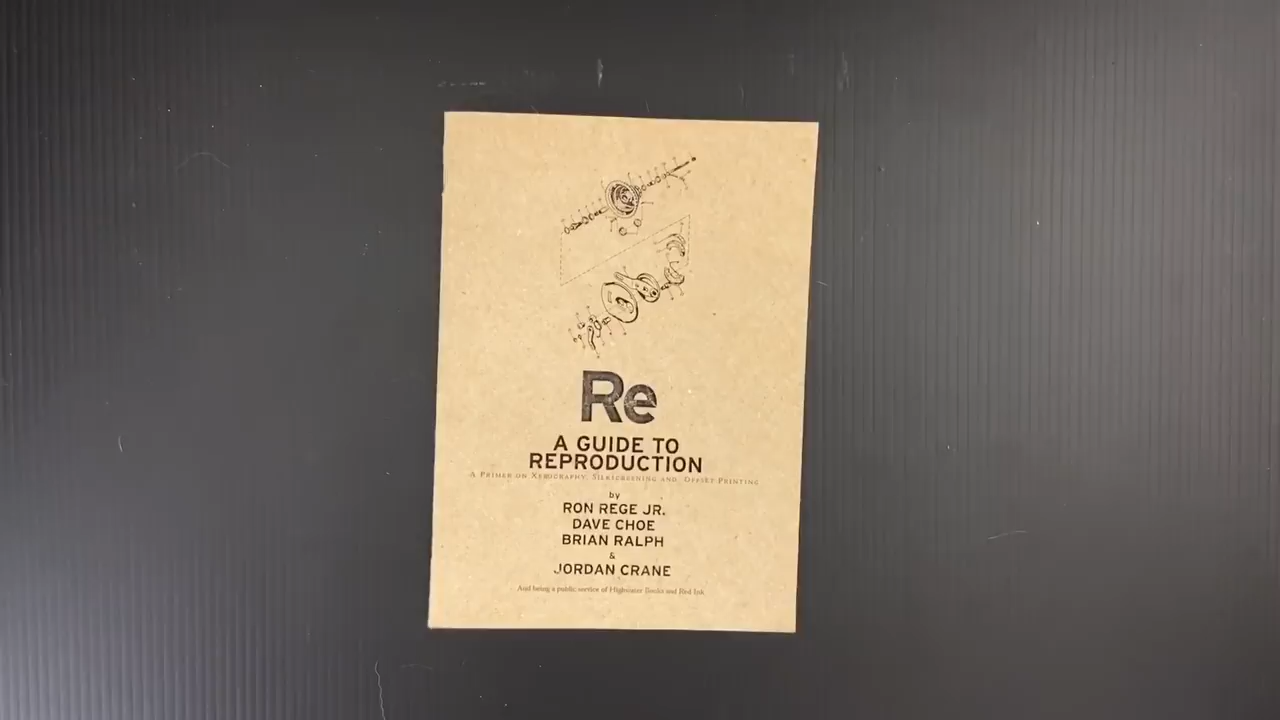 Re
A GUIDE TO
REPRODUCTION
A PRIMER ON XEROGRAPHY, SILKSCREENING AND OFFSET PRINTING
by
RON REGE JR.
DAVE CHOE
BRIAN RALPH
&
JORDAN CRANE
And being a public service of Highwater Books and Red Ink